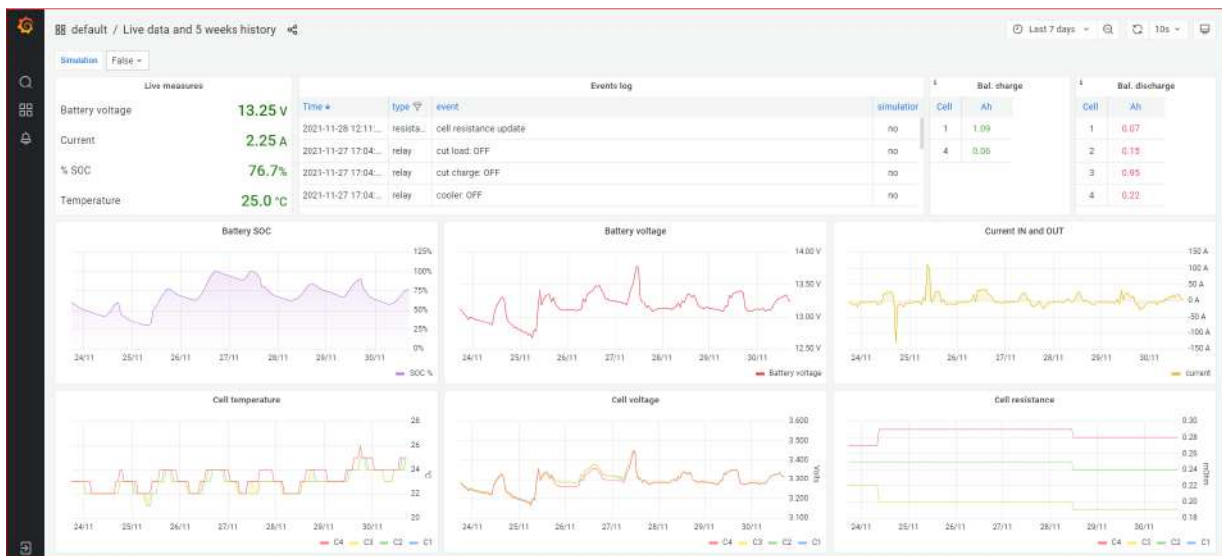 default / Live data and 5 weeks history
Last 7 days
10s
Simulation False
Live measures
Battery voltage 13.25 V
Current 2.25 A
% SOC 76.7%
Temperature 25.0 °C
Events log
Time type event simulation
2021-11-28 12:11:... resista... cell resistance update no
2021-11-27 17:04:... relay cut load: OFF no
2021-11-27 17:04:... relay cut charge: OFF no
2021-11-27 17:04:... relay cooler: OFF no
i Bal. charge
Cell Ah
1 1.09
4 0.06
i Bal. discharge
Cell Ah
1 0.07
2 0.15
3 0.95
4 0.22
Battery SOC
125%
100%
75%
50%
25%
0%
24/11 25/11 26/11 27/11 28/11 29/11 30/11
SOC %
Battery voltage
14.00 V
13.50 V
13.00 V
12.50 V
24/11 25/11 26/11 27/11 28/11 29/11 30/11
Battery voltage
Current IN and OUT
150 A
100 A
50 A
0 A
-50 A
-100 A
-150 A
24/11 25/11 26/11 27/11 28/11 29/11 30/11
current
Cell temperature
28
26
24
22
20
°C
24/11 25/11 26/11 27/11 28/11 29/11 30/11
C4 C3 C2 C1
Cell voltage
3.600
3.500
3.400
3.300
3.200
3.100
Volts
24/11 25/11 26/11 27/11 28/11 29/11 30/11
C4 C3 C2 C1
Cell resistance
0.30
0.28
0.26
0.24
0.22
0.20
0.18
mOhm
24/11 25/11 26/11 27/11 28/11 29/11 30/11
C4 C3 C2 C1